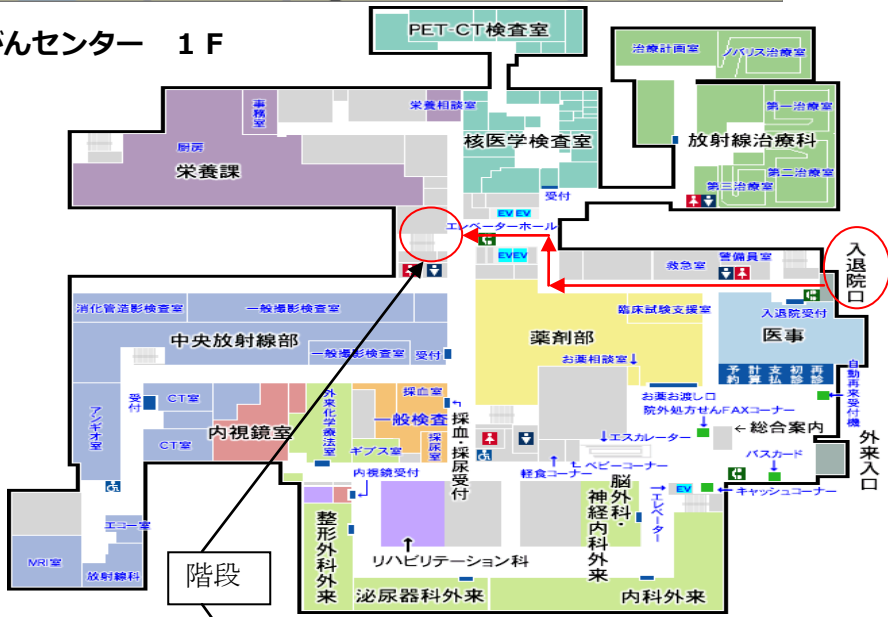 がんセンター 1F
PET-CT検査室
治療計画室
ノバリス治療室
事務室
栄養相談室
核医学検査室
第一治療室
放射線治療科
厨房
栄養課
第二治療室
第三治療室
受付
EV EV
エレベーターホール
EVEV
救急室
警備員室
入退院口
消化管造影検査室
一般撮影検査室
臨床試験支援室
入退院受付
中央放射線部
薬剤部
医事
一般撮影検査室
受付
お薬相談室↓
予約
計算
支払
初診
再診
自動再来受付機
アンギオ室
受付
CT室
外来化学療法室
採血室
一般検査
お薬お渡し口
院外処方せんFAXコーナー
CT室
内視鏡室
ギプス室
採尿室
採血・採尿受付
↓エスカレーター
←総合案内
外来入口
内視鏡受付
軽食コーナー
ベビーコーナー
バスカード
エレベーター
EV
キャッシュコーナー
脳外科・神経内科外来
エコー室
整形外科外来
MRI室
放射線科
リハビリテーション科
階段
泌尿器科外来
内科外来